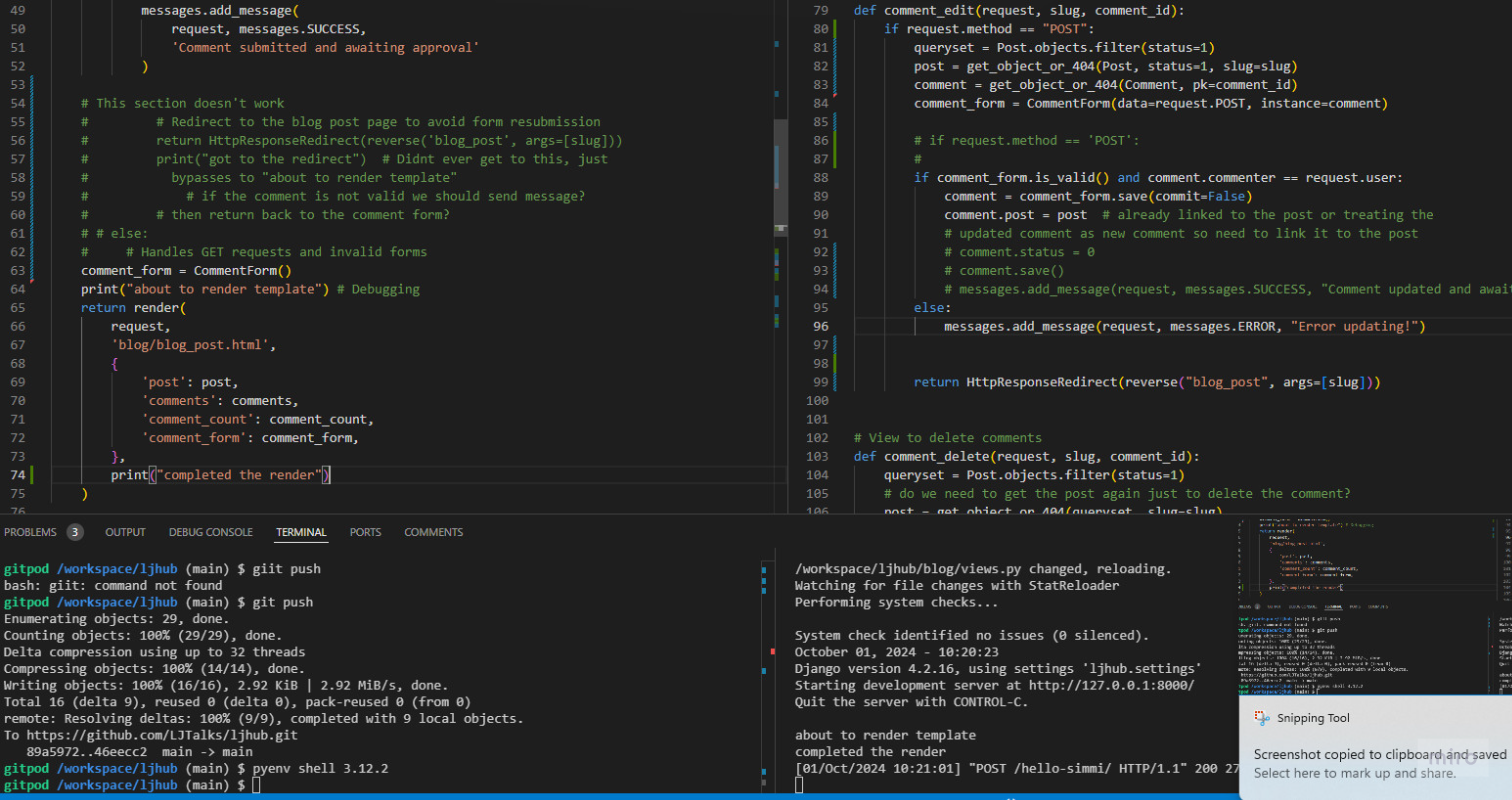 49 messages.add_message(
50 request, messages.SUCCESS,
51 'Comment submitted and awaiting approval'
52 )
53
54 # This section doesn't work
55 # # Redirect to the blog post page to avoid form resubmission
56 # return HttpResponseRedirect(reverse('blog_post', args=[slug]))
57 # print("got to the redirect") # Didnt ever get to this, just
58 # bypasses to "about to render template"
59 # # if the comment is not valid we should send message?
60 # # then return back to the comment form?
61 # # else:
62 # # Handles GET requests and invalid forms
63 comment_form = CommentForm()
64 print("about to render template") # Debugging
65 return render(
66 request,
67 'blog/blog_post.html',
68 {
69 'post': post,
70 'comments': comments,
71 'comment_count': comment_count,
72 'comment_form': comment_form,
73 },
74 print("completed the render")
75 )
76
79 def comment_edit(request, slug, comment_id):
80 if request.method == "POST":
81 queryset = Post.objects.filter(status=1)
82 post = get_object_or_404(Post, status=1, slug=slug)
83 comment = get_object_or_404(Comment, pk=comment_id)
84 comment_form = CommentForm(data=request.POST, instance=comment)
85
86 # if request.method == 'POST':
87 #
88 if comment_form.is_valid() and comment.commenter == request.user:
89 comment = comment_form.save(commit=False)
90 comment.post = post # already linked to the post or treating the
91 # updated comment as new comment so need to link it to the post
92 # comment.status = 0
93 # comment.save()
94 # messages.add_message(request, messages.SUCCESS, "Comment updated and await
95 else:
96 messages.add_message(request, messages.ERROR, "Error updating!")
97
98
99 return HttpResponseRedirect(reverse("blog_post", args=[slug]))
100
101
102 # View to delete comments
103 def comment_delete(request, slug, comment_id):
104 queryset = Post.objects.filter(status=1)
105 # do we need to get the post again just to delete the comment?
106 post = get_object_or_404(queryset, slug=slug)
PROBLEMS 3 OUTPUT DEBUG CONSOLE TERMINAL PORTS COMMENTS
gitpod /workspace/ljhub (main) $ giit push
bash: giit: command not found
gitpod /workspace/ljhub (main) $ git push
Enumerating objects: 29, done.
Counting objects: 100% (29/29), done.
Delta compression using up to 32 threads
Compressing objects: 100% (14/14), done.
Writing objects: 100% (16/16), 2.92 KiB | 2.92 MiB/s, done.
Total 16 (delta 9), reused 0 (delta 0), pack-reused 0 (from 0)
remote: Resolving deltas: 100% (9/9), completed with 9 local objects.
To https://github.com/LJTalks/ljhub.git
89a5972..46eecc2 main -> main
gitpod /workspace/ljhub (main) $ pyenv shell 3.12.2
gitpod /workspace/ljhub (main) $
/workspace/ljhub/blog/views.py changed, reloading.
Watching for file changes with StatReloader
Performing system checks...
System check identified no issues (0 silenced).
October 01, 2024 - 10:20:23
Django version 4.2.16, using settings 'ljhub.settings'
Starting development server at http://127.0.0.1:8000/
Quit the server with CONTROL-C.
about to render template
completed the render
[01/Oct/2024 10:21:01] "POST /hello-simmi/ HTTP/1.1" 200 27
Snipping Tool
Screenshot copied to clipboard and saved
Select here to mark up and share.
miro